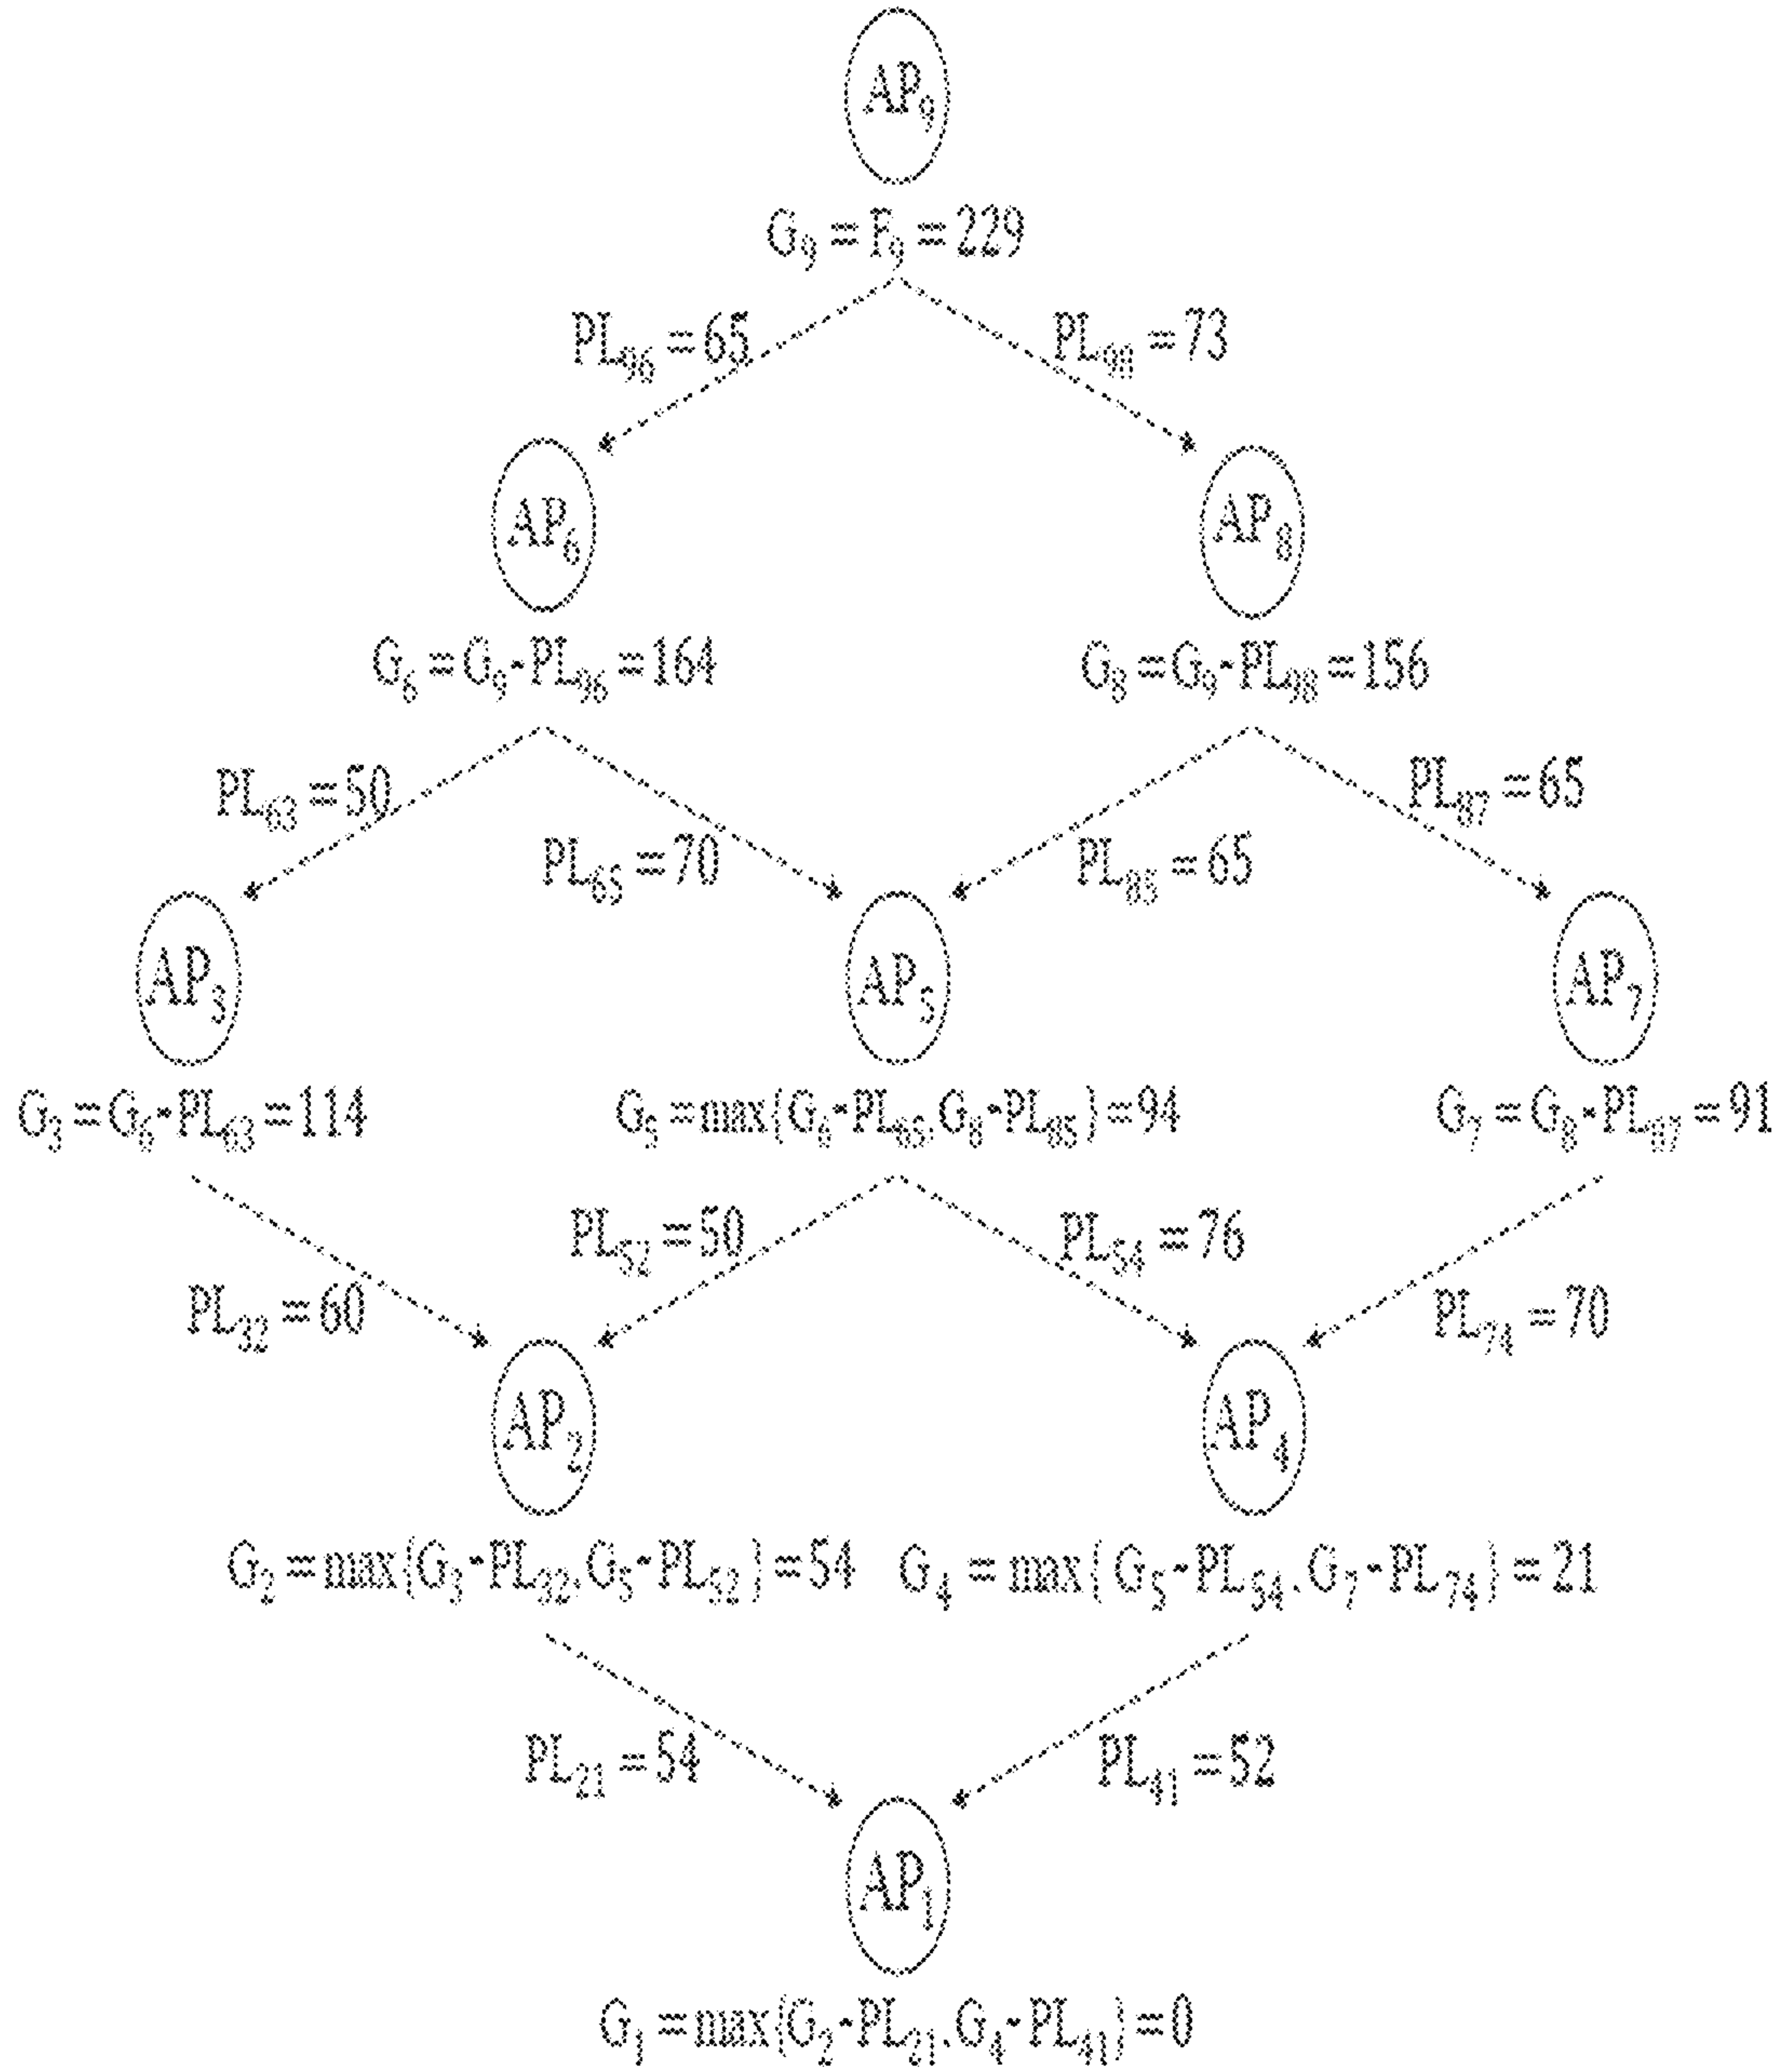 AP₉
G₉ = F₉ = 229
PL₉₆ = 65
PL₉₈ = 73
AP₆
AP₈
G₆ = G₉ - PL₉₆ = 164
G₈ = G₉ - PL₉₈ = 156
PL₆₃ = 50
PL₈₇ = 65
PL₆₅ = 70
PL₈₅ = 65
AP₃
AP₅
AP₇
G₃ = G₆ - PL₆₃ = 114
G₅ = max{G₆ - PL₆₅, G₈ - PL₈₅} = 94
G₇ = G₈ - PL₈₇ = 91
PL₅₂ = 50
PL₅₄ = 76
PL₃₂ = 60
PL₇₄ = 70
AP₂
AP₄
G₂ = max{G₃ - PL₃₂, G₅ - PL₅₂} = 54
G₄ = max{G₅ - PL₅₄, G₇ - PL₇₄} = 21
PL₂₁ = 54
PL₄₁ = 52
AP₁
G₁ = max{G₂ - PL₂₁, G₄ - PL₄₁} = 0